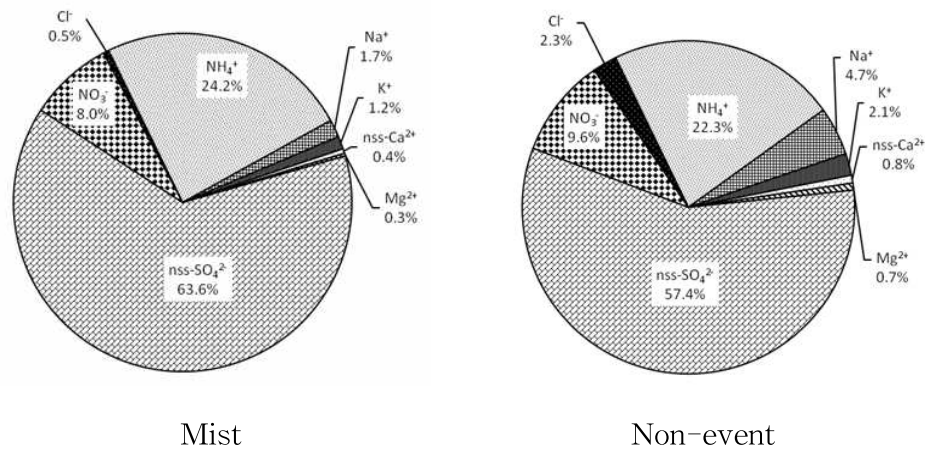 Cl⁻
0.5%
NH₄⁺
24.2%
Na⁺
1.7%
K⁺
1.2%
nss-Ca²⁺
0.4%
Mg²⁺
0.3%
NO₃⁻
8.0%
nss-SO₄²⁻
63.6%
Mist
Cl⁻
2.3%
NH₄⁺
22.3%
Na⁺
4.7%
K⁺
2.1%
nss-Ca²⁺
0.8%
Mg²⁺
0.7%
NO₃⁻
9.6%
nss-SO₄²⁻
57.4%
Non-event